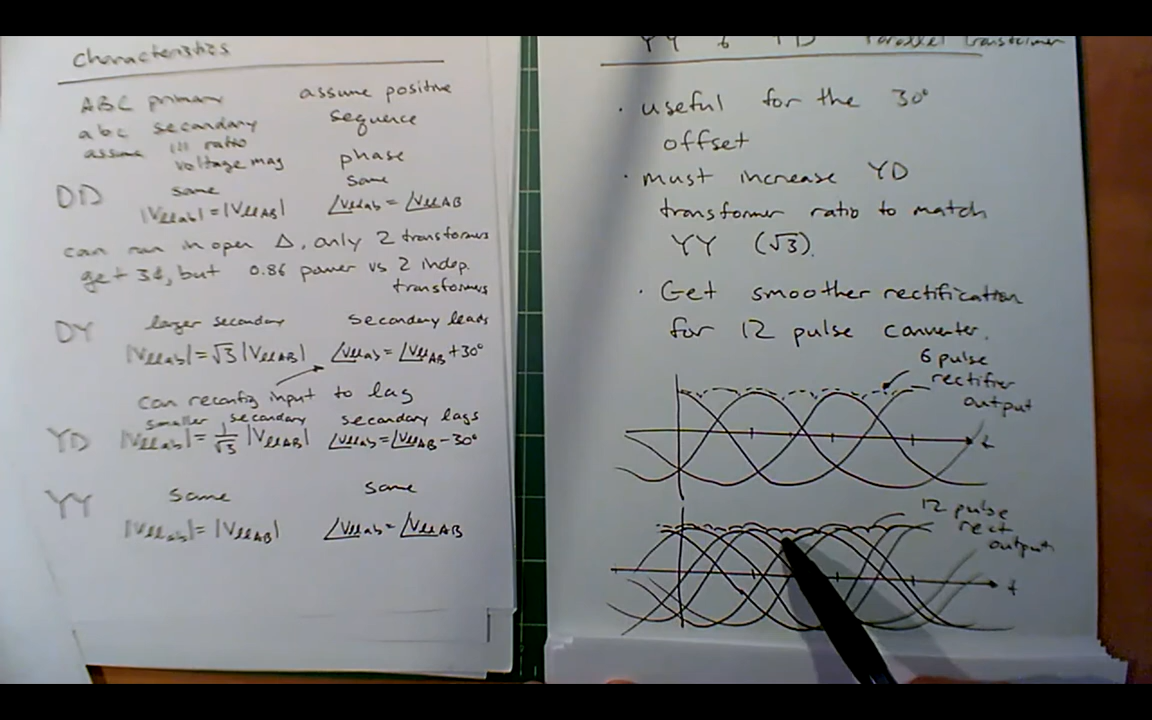 Characteristics
ABC primary
abc secondary
assume 1:1 ratio
assume positive
sequence
voltage mag
phase
DD
same
|Vllab| = |VllAB|
same
∠Vllab = ∠VllAB
can run in open Δ, only 2 transformers
get 3ϕ, but 0.86 power vs 2 indep.
transformers
DY
larger secondary
|Vllab| = √3 |VllAB|
secondary leads
∠Vllab = ∠VllAB + 30°
can reconfig input to lag
YD
smaller secondary
|Vllab| = 1/√3 |VllAB|
secondary lags
∠Vllab = ∠VllAB - 30°
YY
same
|Vllab| = |VllAB|
same
∠Vllab = ∠VllAB
YY & YD Parallel transformer
· useful for the 30°
offset
· must increase YD
transformer ratio to match
YY (√3).
· Get smoother rectification
for 12 pulse converter.
6 pulse
rectifier
output
t
12 pulse
rect
output
t